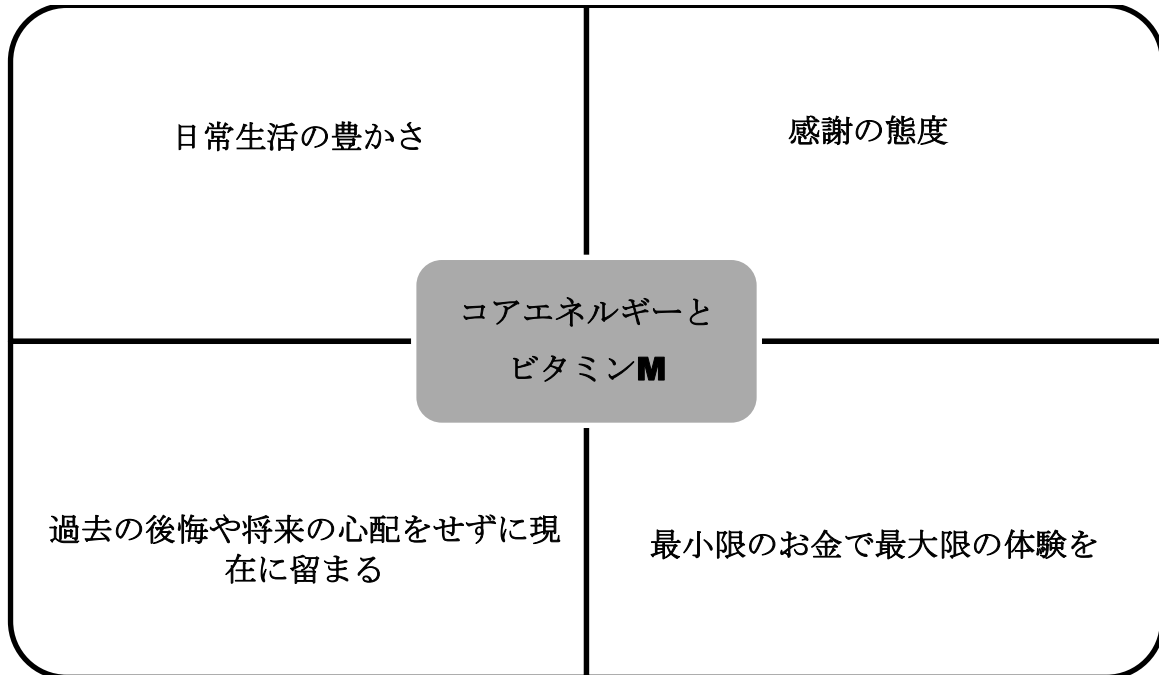 日常生活の豊かさ
感謝の態度
コアエネルギーと
ビタミンM
過去の後悔や将来の心配をせずに現
在に留まる
最小限のお金で最大限の体験を